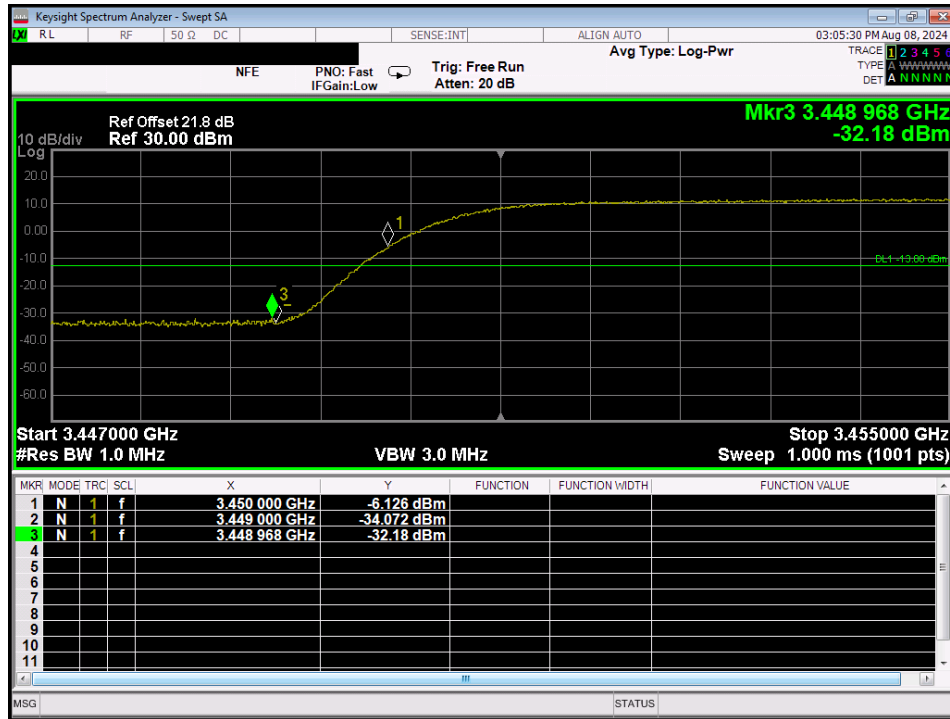 Keysight Spectrum Analyzer - Swept SA
LXI RL RF 50 Ω DC SENSE:INT ALIGN AUTO 03:05:30 PM Aug 08, 2024
Avg Type: Log-Pwr TRACE 1 2 3 4 5 6
NFE PNO: Fast Trig: Free Run TYPE A WWWWW
IFGain:Low Atten: 20 dB DET A N N N N N
Mkr3 3.448 968 GHz
Ref Offset 21.8 dB
10 dB/div Ref 30.00 dBm -32.18 dBm
Log
20.0
10.0
1
0.00
-10.0 DL1 -13.00 dBm
-20.0
3
-30.0
-40.0
-50.0
-60.0
Start 3.447000 GHz Stop 3.455000 GHz
#Res BW 1.0 MHz VBW 3.0 MHz Sweep 1.000 ms (1001 pts)
MKR MODE TRC SCL X Y FUNCTION FUNCTION WIDTH FUNCTION VALUE
1 N 1 f 3.450 000 GHz -6.126 dBm
2 N 1 f 3.449 000 GHz -34.072 dBm
3 N 1 f 3.448 968 GHz -32.18 dBm
4
5
6
7
8
9
10
11
MSG STATUS